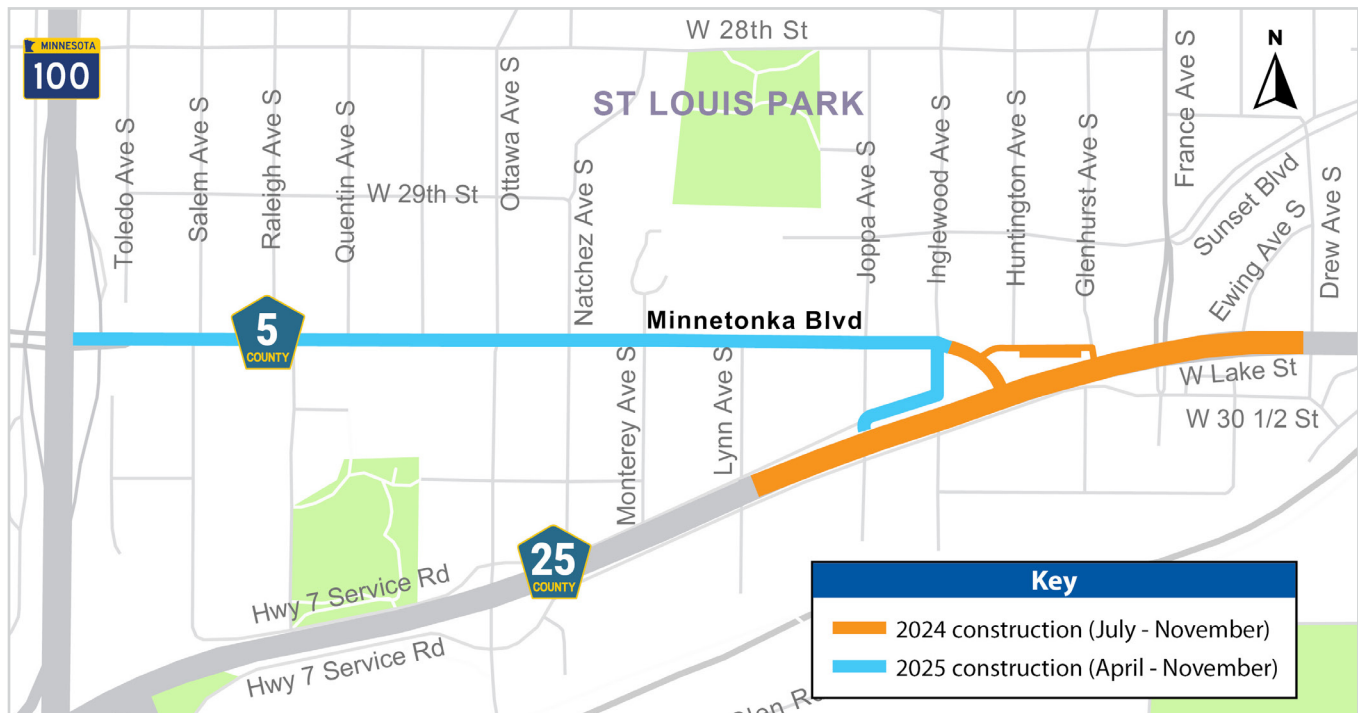 MINNESOTA
100
W 28th St
N
ST LOUIS PARK
France Ave S
Toledo Ave S
Salem Ave S
Raleigh Ave S
Quentin Ave S
Ottawa Ave S
Natchez Ave S
Joppa Ave S
Inglewood Ave S
Huntington Ave S
Glenhurst Ave S
Sunset Blvd
Ewing Ave S
Drew Ave S
W 29th St
5
COUNTY
Minnetonka Blvd
W Lake St
W 30 1/2 St
Monterey Ave S
Lynn Ave S
25
COUNTY
Hwy 7 Service Rd
Hwy 7 Service Rd
Key
2024 construction (July - November)
2025 construction (April - November)